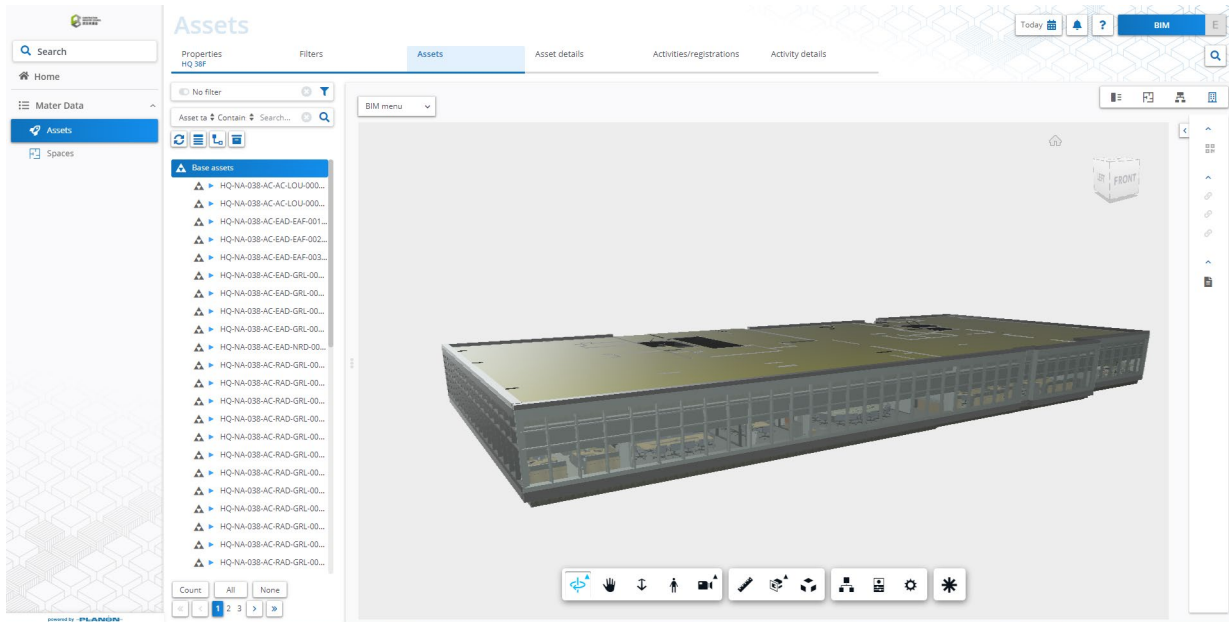 Assets
Today
?
BIM
E
Search
Home
Mater Data
Assets
Spaces
Properties
HQ 38F
Filters
Assets
Asset details
Activities/registrations
Activity details
No filter
Asset ta
Contain
Search...
BIM menu
Base assets
HQ-NA-038-AC-AC-LOU-000...
HQ-NA-038-AC-AC-LOU-000...
HQ-NA-038-AC-EAD-EAF-001...
HQ-NA-038-AC-EAD-EAF-002...
HQ-NA-038-AC-EAD-EAF-003...
HQ-NA-038-AC-EAD-GRL-00...
HQ-NA-038-AC-EAD-GRL-00...
HQ-NA-038-AC-EAD-GRL-00...
HQ-NA-038-AC-EAD-GRL-00...
HQ-NA-038-AC-EAD-NRD-00...
HQ-NA-038-AC-RAD-GRL-00...
HQ-NA-038-AC-RAD-GRL-00...
HQ-NA-038-AC-RAD-GRL-00...
HQ-NA-038-AC-RAD-GRL-00...
HQ-NA-038-AC-RAD-GRL-00...
HQ-NA-038-AC-RAD-GRL-00...
HQ-NA-038-AC-RAD-GRL-00...
HQ-NA-038-AC-RAD-GRL-00...
HQ-NA-038-AC-RAD-GRL-00...
HQ-NA-038-AC-RAD-GRL-00...
HQ-NA-038-AC-RAD-GRL-00...
HQ-NA-038-AC-RAD-GRL-00...
FRONT
Count
All
None
1 2 3
powered by PLANON